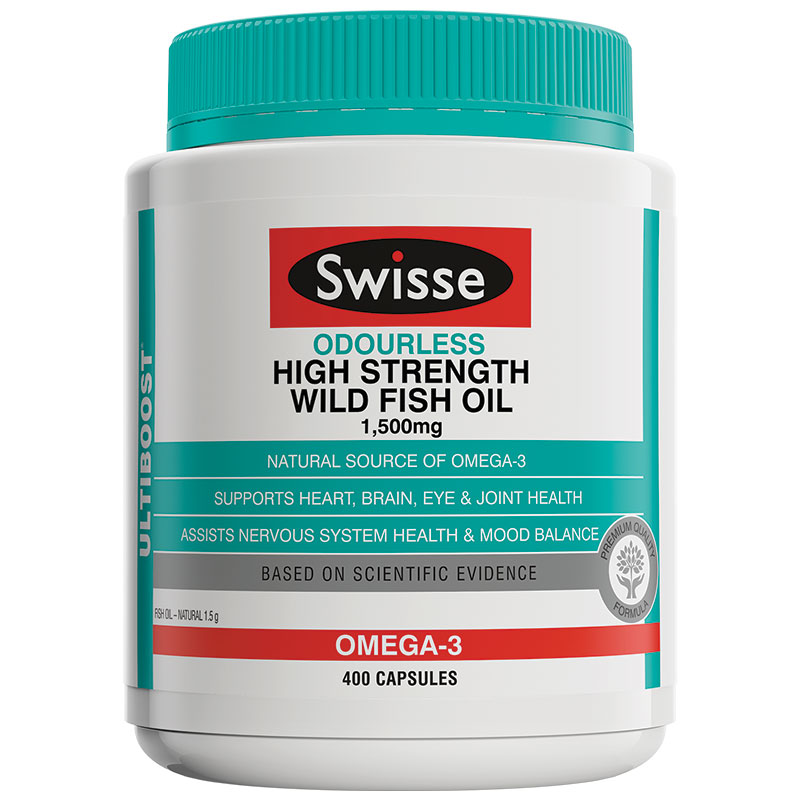 Swisse
ODOURLESS
HIGH STRENGTH
WILD FISH OIL
1,500mg
NATURAL SOURCE OF OMEGA-3
SUPPORTS HEART, BRAIN, EYE & JOINT HEALTH
ASSISTS NERVOUS SYSTEM HEALTH & MOOD BALANCE
BASED ON SCIENTIFIC EVIDENCE
PREMIUM QUALITY
FORMULA
FISH OIL – NATURAL 1.5 g
OMEGA-3
400 CAPSULES
ULTIBOOST®